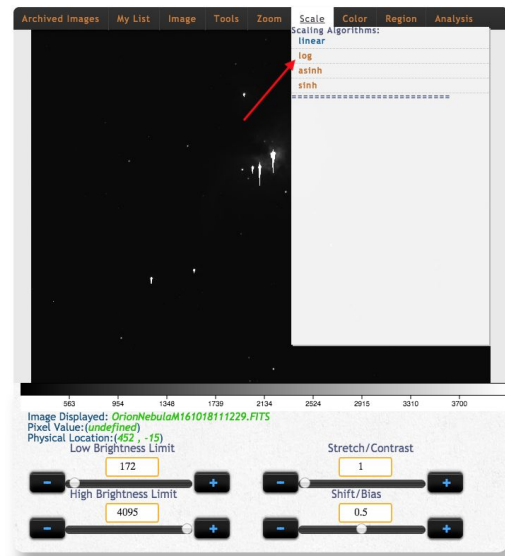 Archived Images My List Image Tools Zoom Scale Color Region Analysis
Scaling Algorithms:
linear
log
asinh
sinh
============================
563 954 1348 1739 2134 2524 2915 3310 3700
Image Displayed: OrionNebulaM161018111229.FITS
Pixel Value:(undefined)
Physical Location:(452 , -15)
Low Brightness Limit Stretch/Contrast
172 1
- + - +
High Brightness Limit Shift/Bias
4095 0.5
- + - +